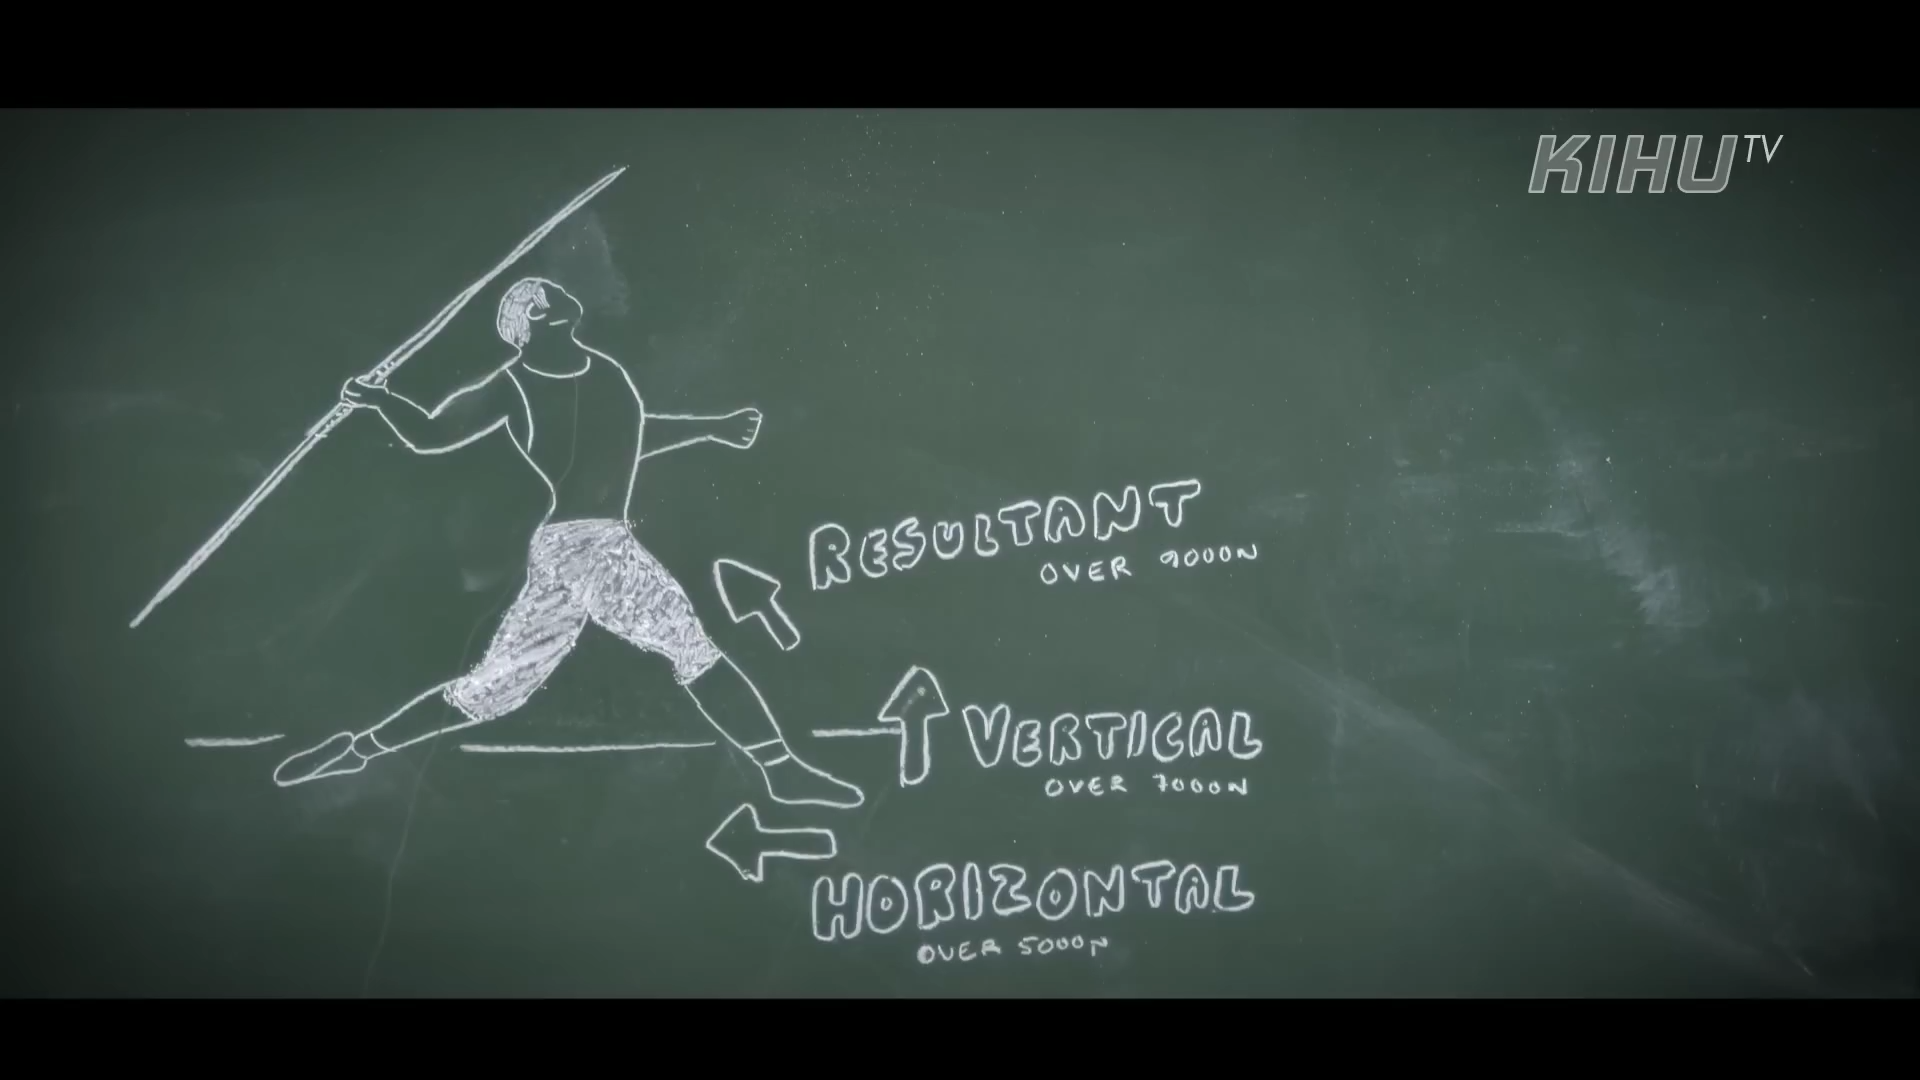 KIHU TV
RESULTANT
OVER 9000N
VERTICAL
OVER 7000N
HORIZONTAL
OVER 5000N